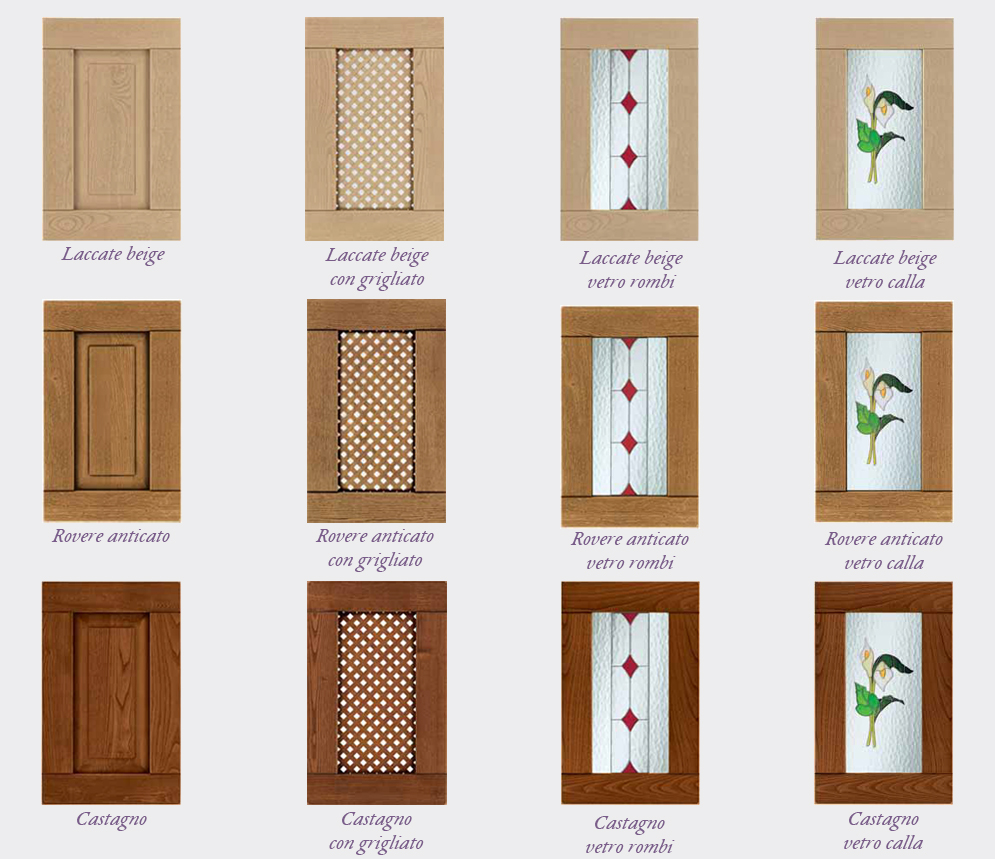 Laccate beige
Laccate beige
con grigliato
Laccate beige
vetro rombi
Laccate beige
vetro calla
Rovere anticato
Rovere anticato
con grigliato
Rovere anticato
vetro rombi
Rovere anticato
vetro calla
Castagno
Castagno
con grigliato
Castagno
vetro rombi
Castagno
vetro calla